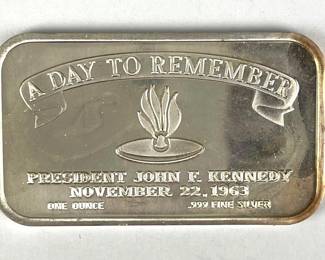 A DAY TO REMEMBER
PRESIDENT JOHN F. KENNEDY
NOVEMBER 22, 1963
ONE OUNCE .999 FINE SILVER